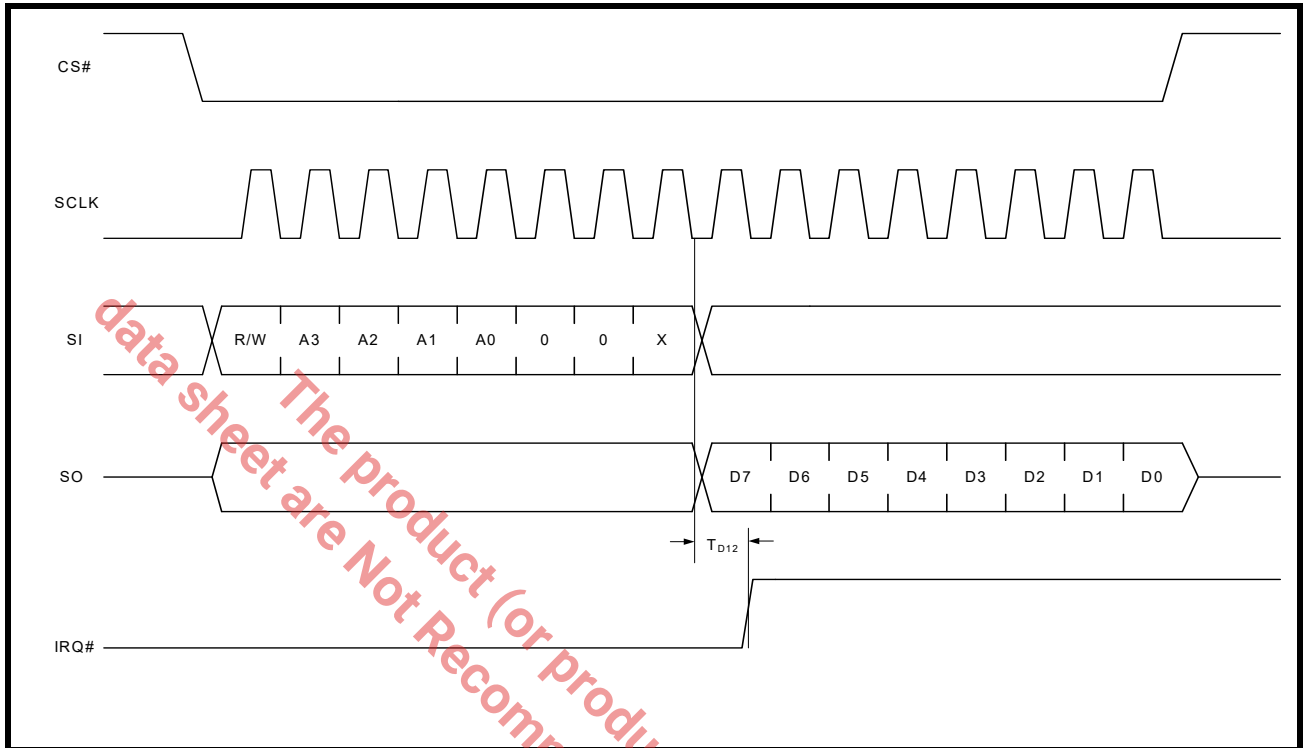 CS#
SCLK
SI
R/W A3 A2 A1 A0 0 0 X
SO
D7 D6 D5 D4 D3 D2 D1 D0
TD12
IRQ#
The product (or produ
data sheet are Not Recomm